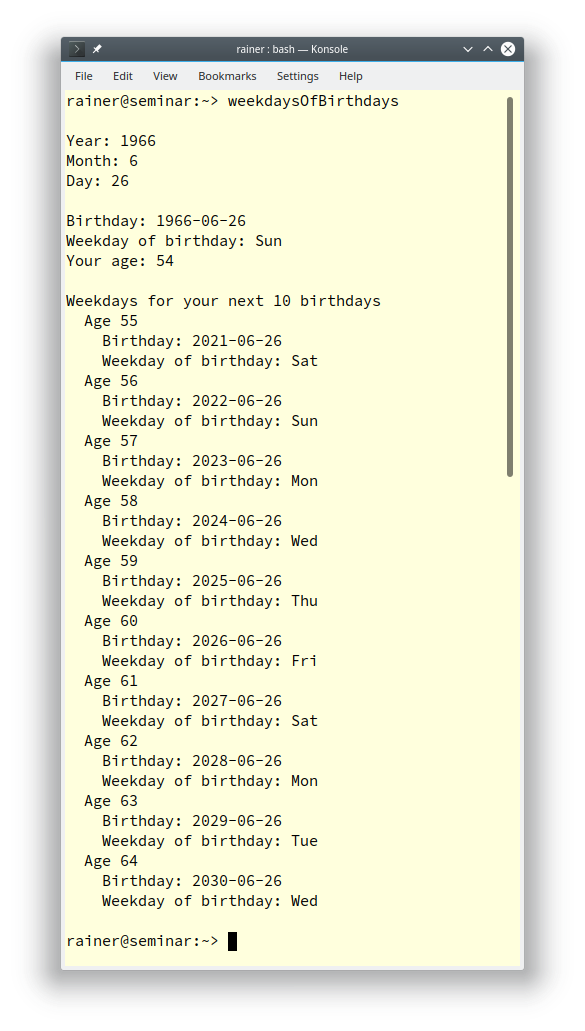 rainer : bash — Konsole
File Edit View Bookmarks Settings Help
rainer@seminar:~> weekdaysOfBirthdays
Year: 1966
Month: 6
Day: 26
Birthday: 1966-06-26
Weekday of birthday: Sun
Your age: 54
Weekdays for your next 10 birthdays
Age 55
Birthday: 2021-06-26
Weekday of birthday: Sat
Age 56
Birthday: 2022-06-26
Weekday of birthday: Sun
Age 57
Birthday: 2023-06-26
Weekday of birthday: Mon
Age 58
Birthday: 2024-06-26
Weekday of birthday: Wed
Age 59
Birthday: 2025-06-26
Weekday of birthday: Thu
Age 60
Birthday: 2026-06-26
Weekday of birthday: Fri
Age 61
Birthday: 2027-06-26
Weekday of birthday: Sat
Age 62
Birthday: 2028-06-26
Weekday of birthday: Mon
Age 63
Birthday: 2029-06-26
Weekday of birthday: Tue
Age 64
Birthday: 2030-06-26
Weekday of birthday: Wed
rainer@seminar:~>